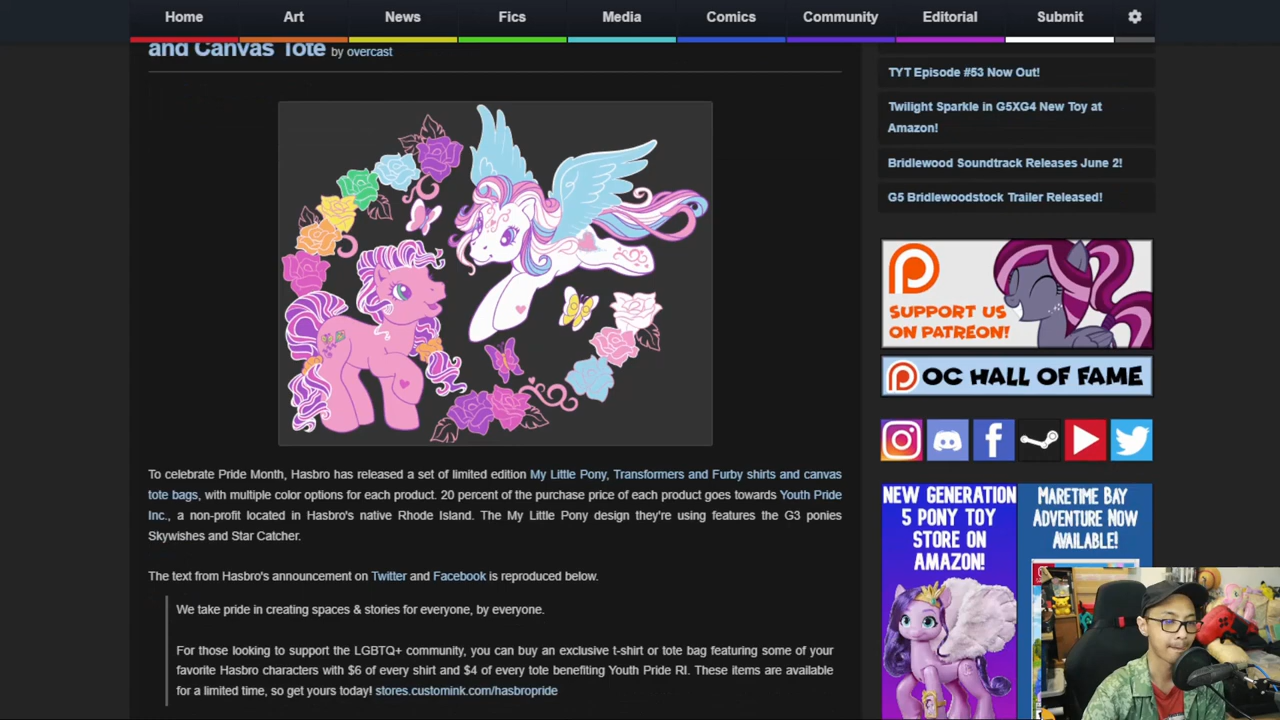 Home Art News Fics Media Comics Community Editorial Submit
and Canvas Tote by overcast
To celebrate Pride Month, Hasbro has released a set of limited edition My Little Pony, Transformers and Furby shirts and canvas
tote bags, with multiple color options for each product. 20 percent of the purchase price of each product goes towards Youth Pride
Inc., a non-profit located in Hasbro's native Rhode Island. The My Little Pony design they're using features the G3 ponies
Skywishes and Star Catcher.
The text from Hasbro's announcement on Twitter and Facebook is reproduced below.
We take pride in creating spaces & stories for everyone, by everyone.
For those looking to support the LGBTQ+ community, you can buy an exclusive t-shirt or tote bag featuring some of your
favorite Hasbro characters with $6 of every shirt and $4 of every tote benefiting Youth Pride RI. These items are available
for a limited time, so get yours today! stores.customink.com/hasbropride
TYT Episode #53 Now Out!
Twilight Sparkle in G5XG4 New Toy at
Amazon!
Bridlewood Soundtrack Releases June 2!
G5 Bridlewoodstock Trailer Released!
SUPPORT US
ON PATREON!
OC HALL OF FAME
NEW GENERATION
5 PONY TOY
STORE ON
AMAZON!
MARETIME BAY
ADVENTURE NOW
AVAILABLE!